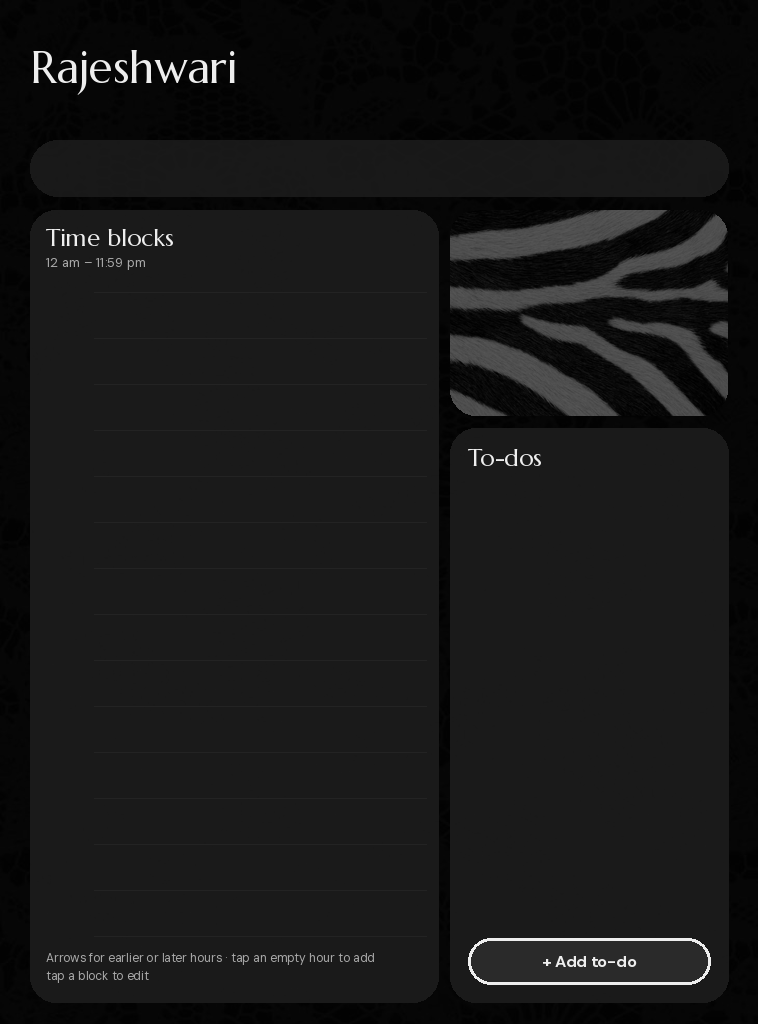 Rajeshwari
Time blocks
12 am – 11:59 pm
To-dos
Arrows for earlier or later hours · tap an empty hour to add
tap a block to edit
+ Add to-do